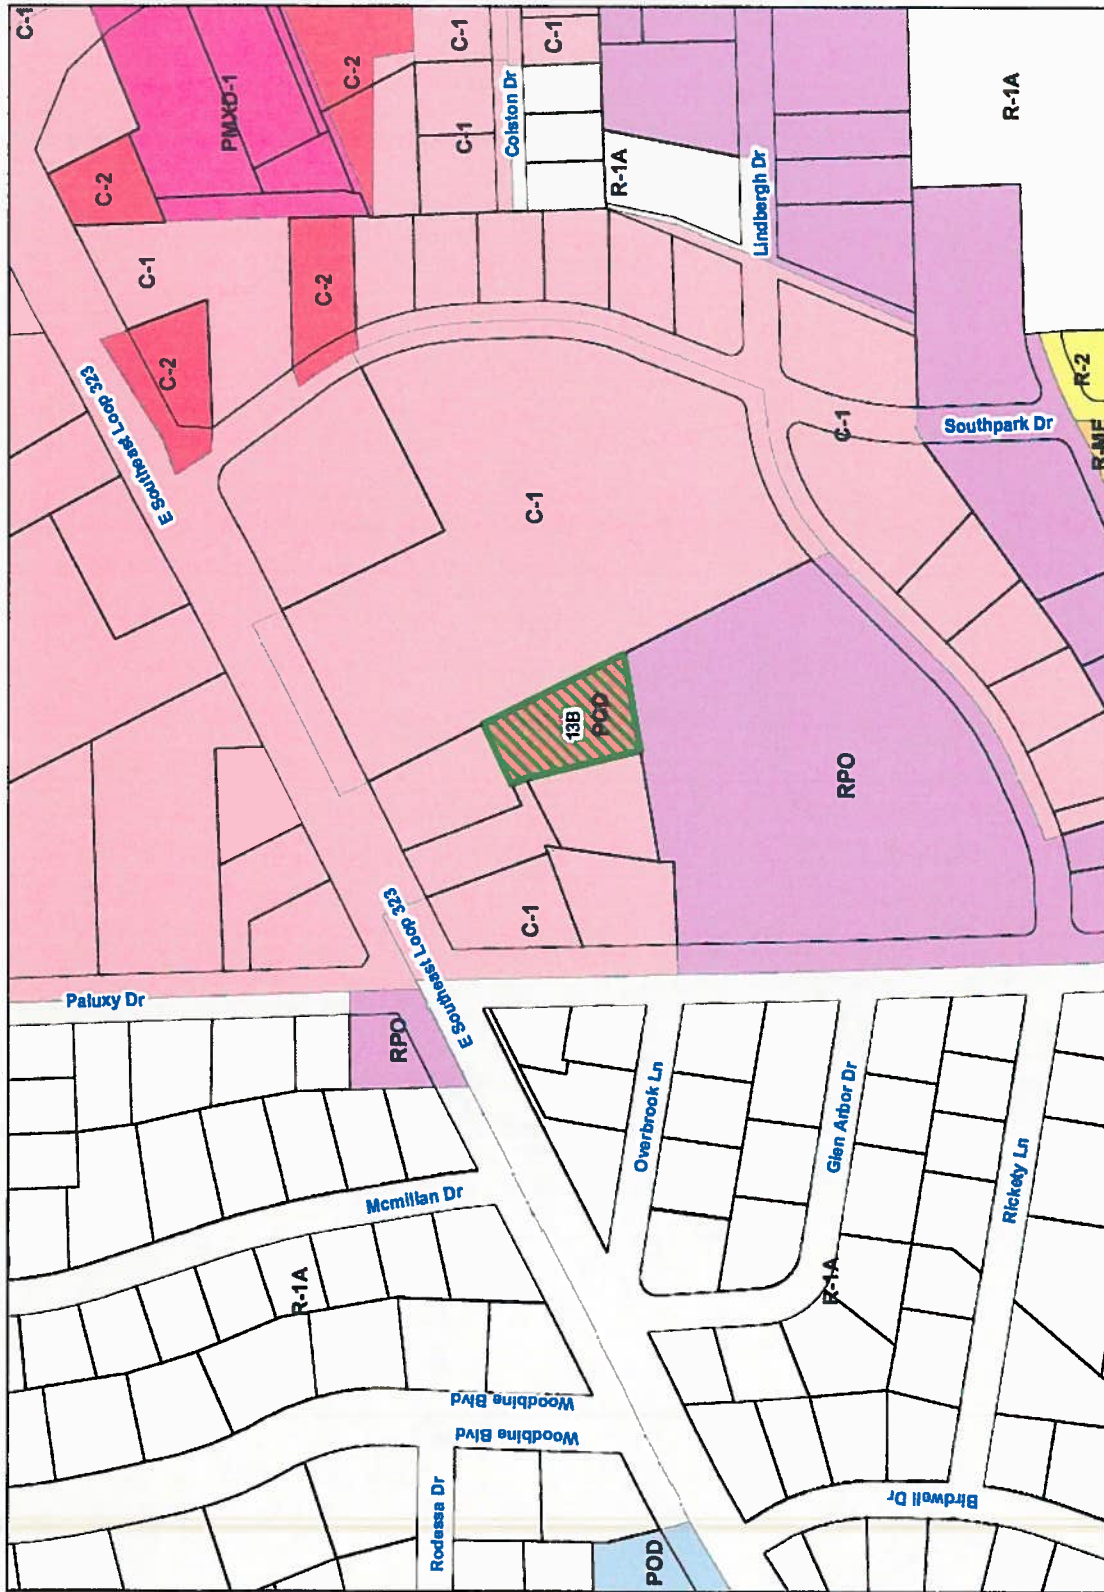 C-1
PMXD-1
C-2
C-1
C-1
C-2
C-1
Colston Dr
R-1A
R-1A
Lindbergh Dr
C-1
C-2
C-2
E Southeast Loop 323
R-2
R-MF
Southpark Dr
C-1
C-1
13B
PCD
RPO
C-1
E Southeast Loop 323
Paluxy Dr
RPO
Overbrook Ln
Glen Arbor Dr
Rickety Ln
Mcmillan Dr
R-1A
R-1A
Woodbine Blvd
Woodbine Blvd
Rodessa Dr
Birdwell Dr
POD